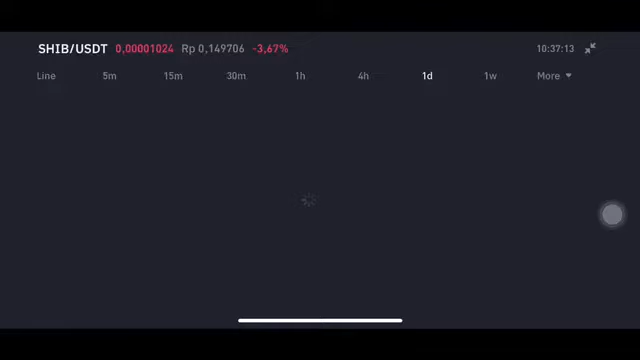 SHIB/USDT 0,00001024 Rp 0,149706 -3,67% 10:37:13
Line 5m 15m 30m 1h 4h 1d 1w More